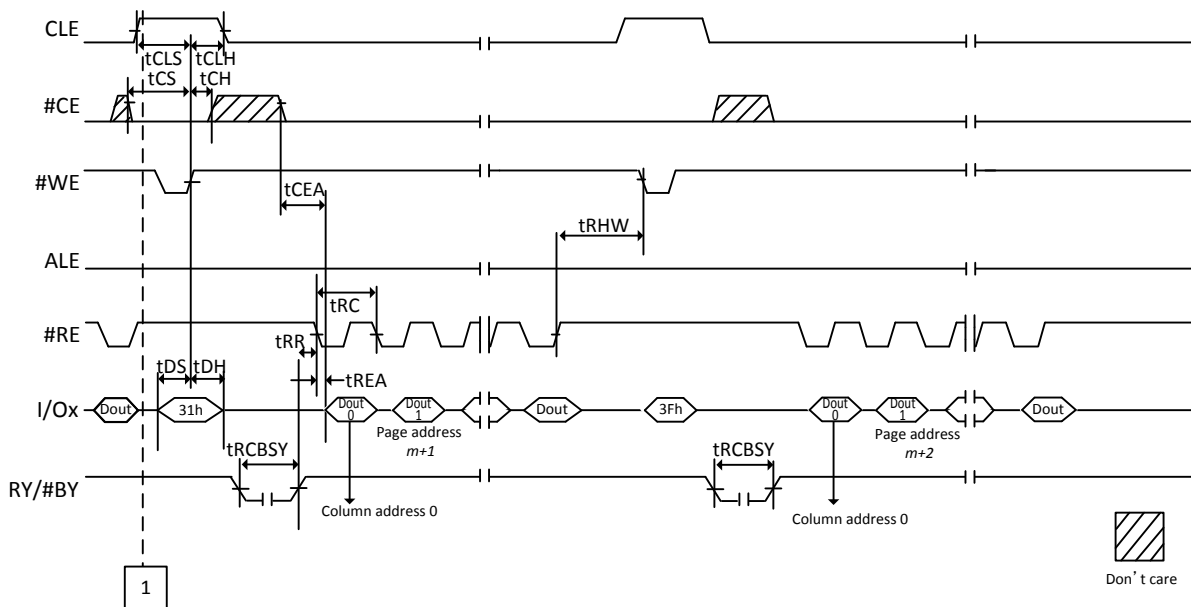 CLE
tCLS tCLH
tCS tCH
#CE
#WE
tCEA
tRHW
ALE
tRC
#RE
tRR
tDS tDH
tREA
I/Ox
Dout
31h
Dout 0
Dout 1
Dout
3Fh
Dout 0
Dout 1
Dout
Page address
m+1
Page address
m+2
tRCBSY
tRCBSY
RY/#BY
Column address 0
Column address 0
1
Don't care